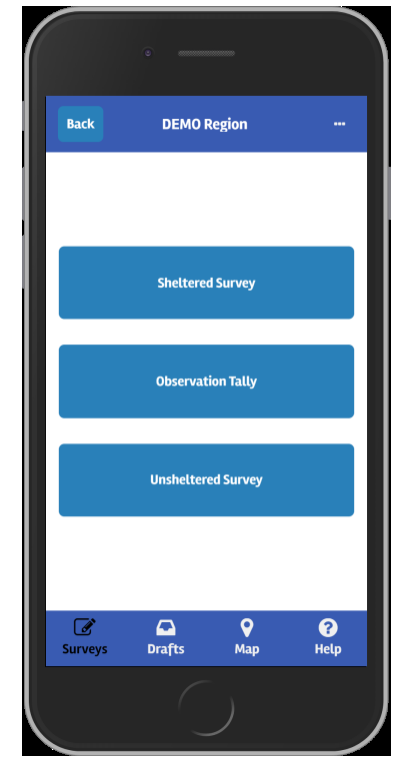 Back
DEMO Region
...
Sheltered Survey
Observation Tally
Unsheltered Survey
Surveys
Drafts
Map
Help